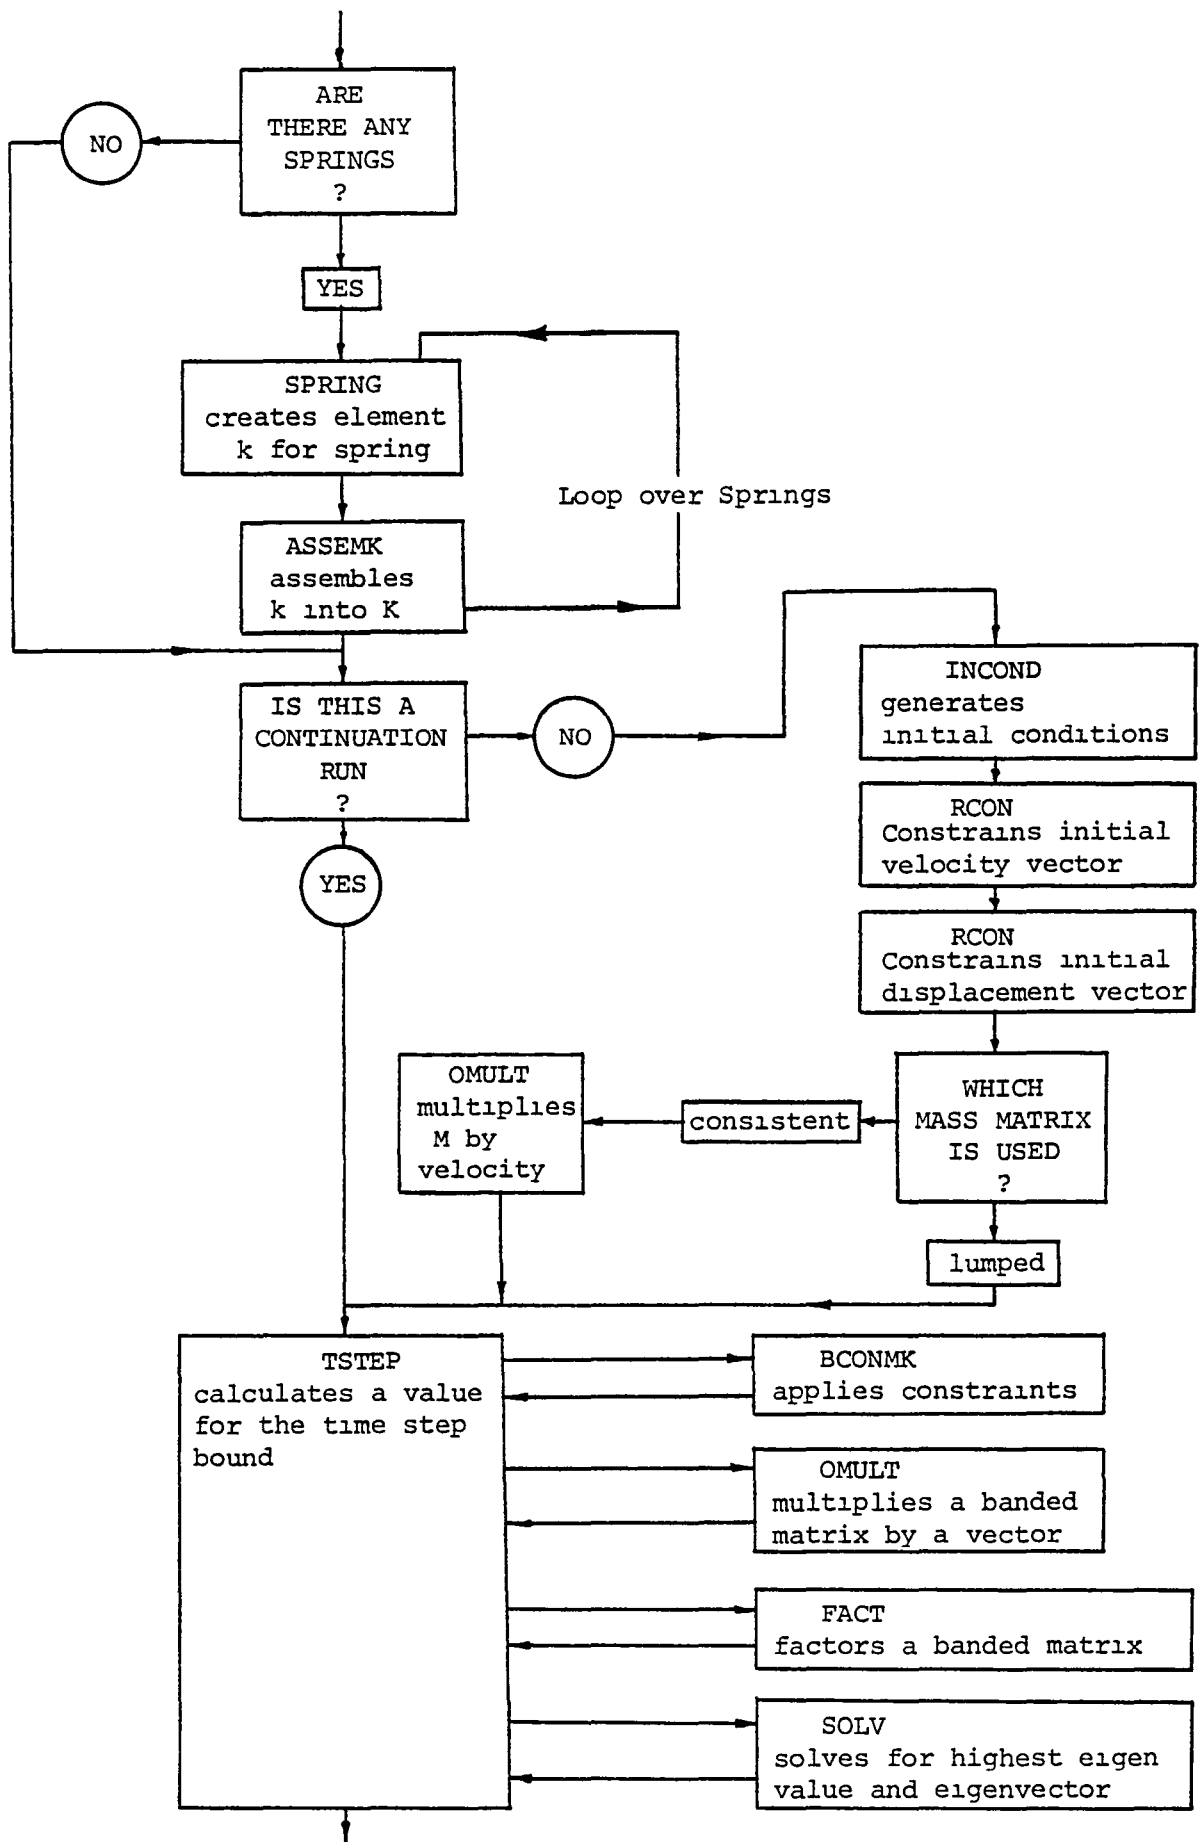 ARE
THERE ANY
SPRINGS
?
NO
YES
SPRING
creates element
k for spring
Loop over Springs
ASSEMK
assembles
k into K
IS THIS A
CONTINUATION
RUN
?
NO
YES
INCOND
generates
initial conditions
RCON
Constrains initial
velocity vector
RCON
Constrains initial
displacement vector
WHICH
MASS MATRIX
IS USED
?
consistent
OMULT
multiplies
M by
velocity
lumped
TSTEP
calculates a value
for the time step
bound
BCONMK
applies constraints
OMULT
multiplies a banded
matrix by a vector
FACT
factors a banded matrix
SOLV
solves for highest eigen
value and eigenvector